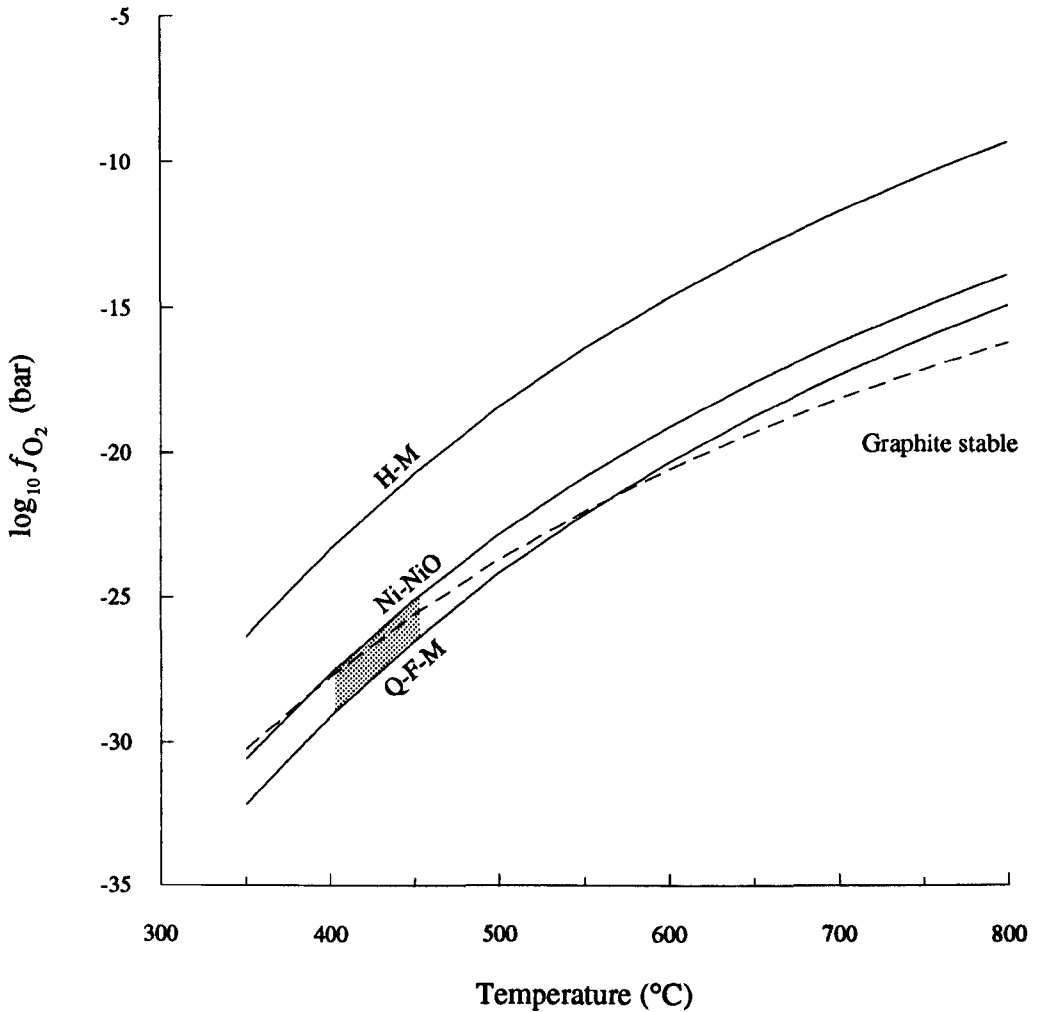 -5
-10
-15
-20
-25
-30
-35
log₁₀ fO₂ (bar)
H-M
Ni-NiO
Q-F-M
Graphite stable
300 400 500 600 700 800
Temperature (°C)